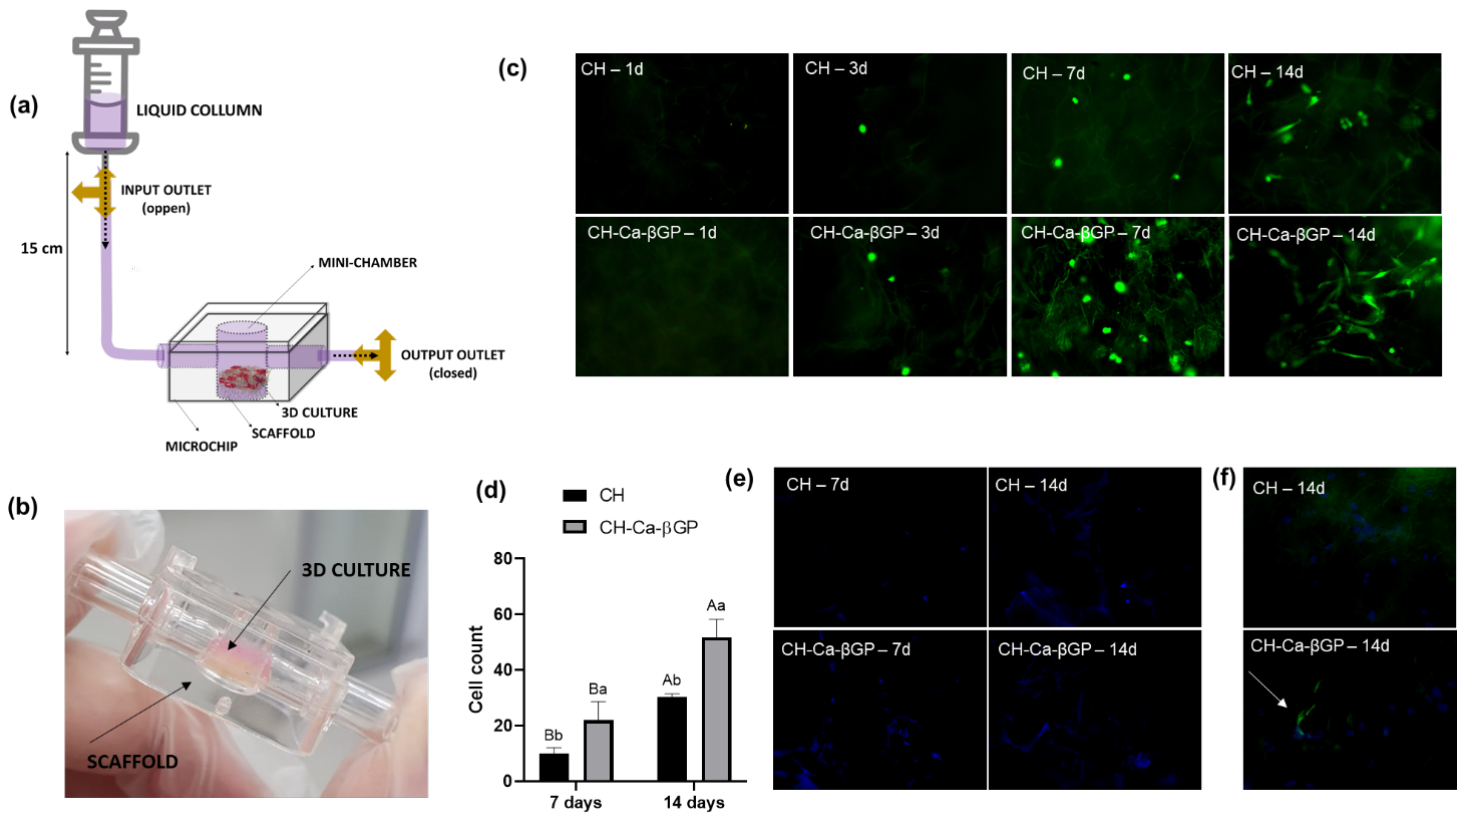 (a)
LIQUID COLLUMN
INPUT OUTLET
(oppen)
15 cm
MINI-CHAMBER
OUTPUT OUTLET
(closed)
3D CULTURE
SCAFFOLD
MICROCHIP
(b)
3D CULTURE
SCAFFOLD
(c)
CH – 1d
CH – 3d
CH – 7d
CH – 14d
CH-Ca-βGP – 1d
CH-Ca-βGP – 3d
CH-Ca-βGP – 7d
CH-Ca-βGP – 14d
(d)
CH
CH-Ca-βGP
Cell count
80
60
40
20
0
Bb
Ba
Ab
Aa
7 days
14 days
(e)
CH – 7d
CH – 14d
CH-Ca-βGP – 7d
CH-Ca-βGP – 14d
(f)
CH – 14d
CH-Ca-βGP – 14d